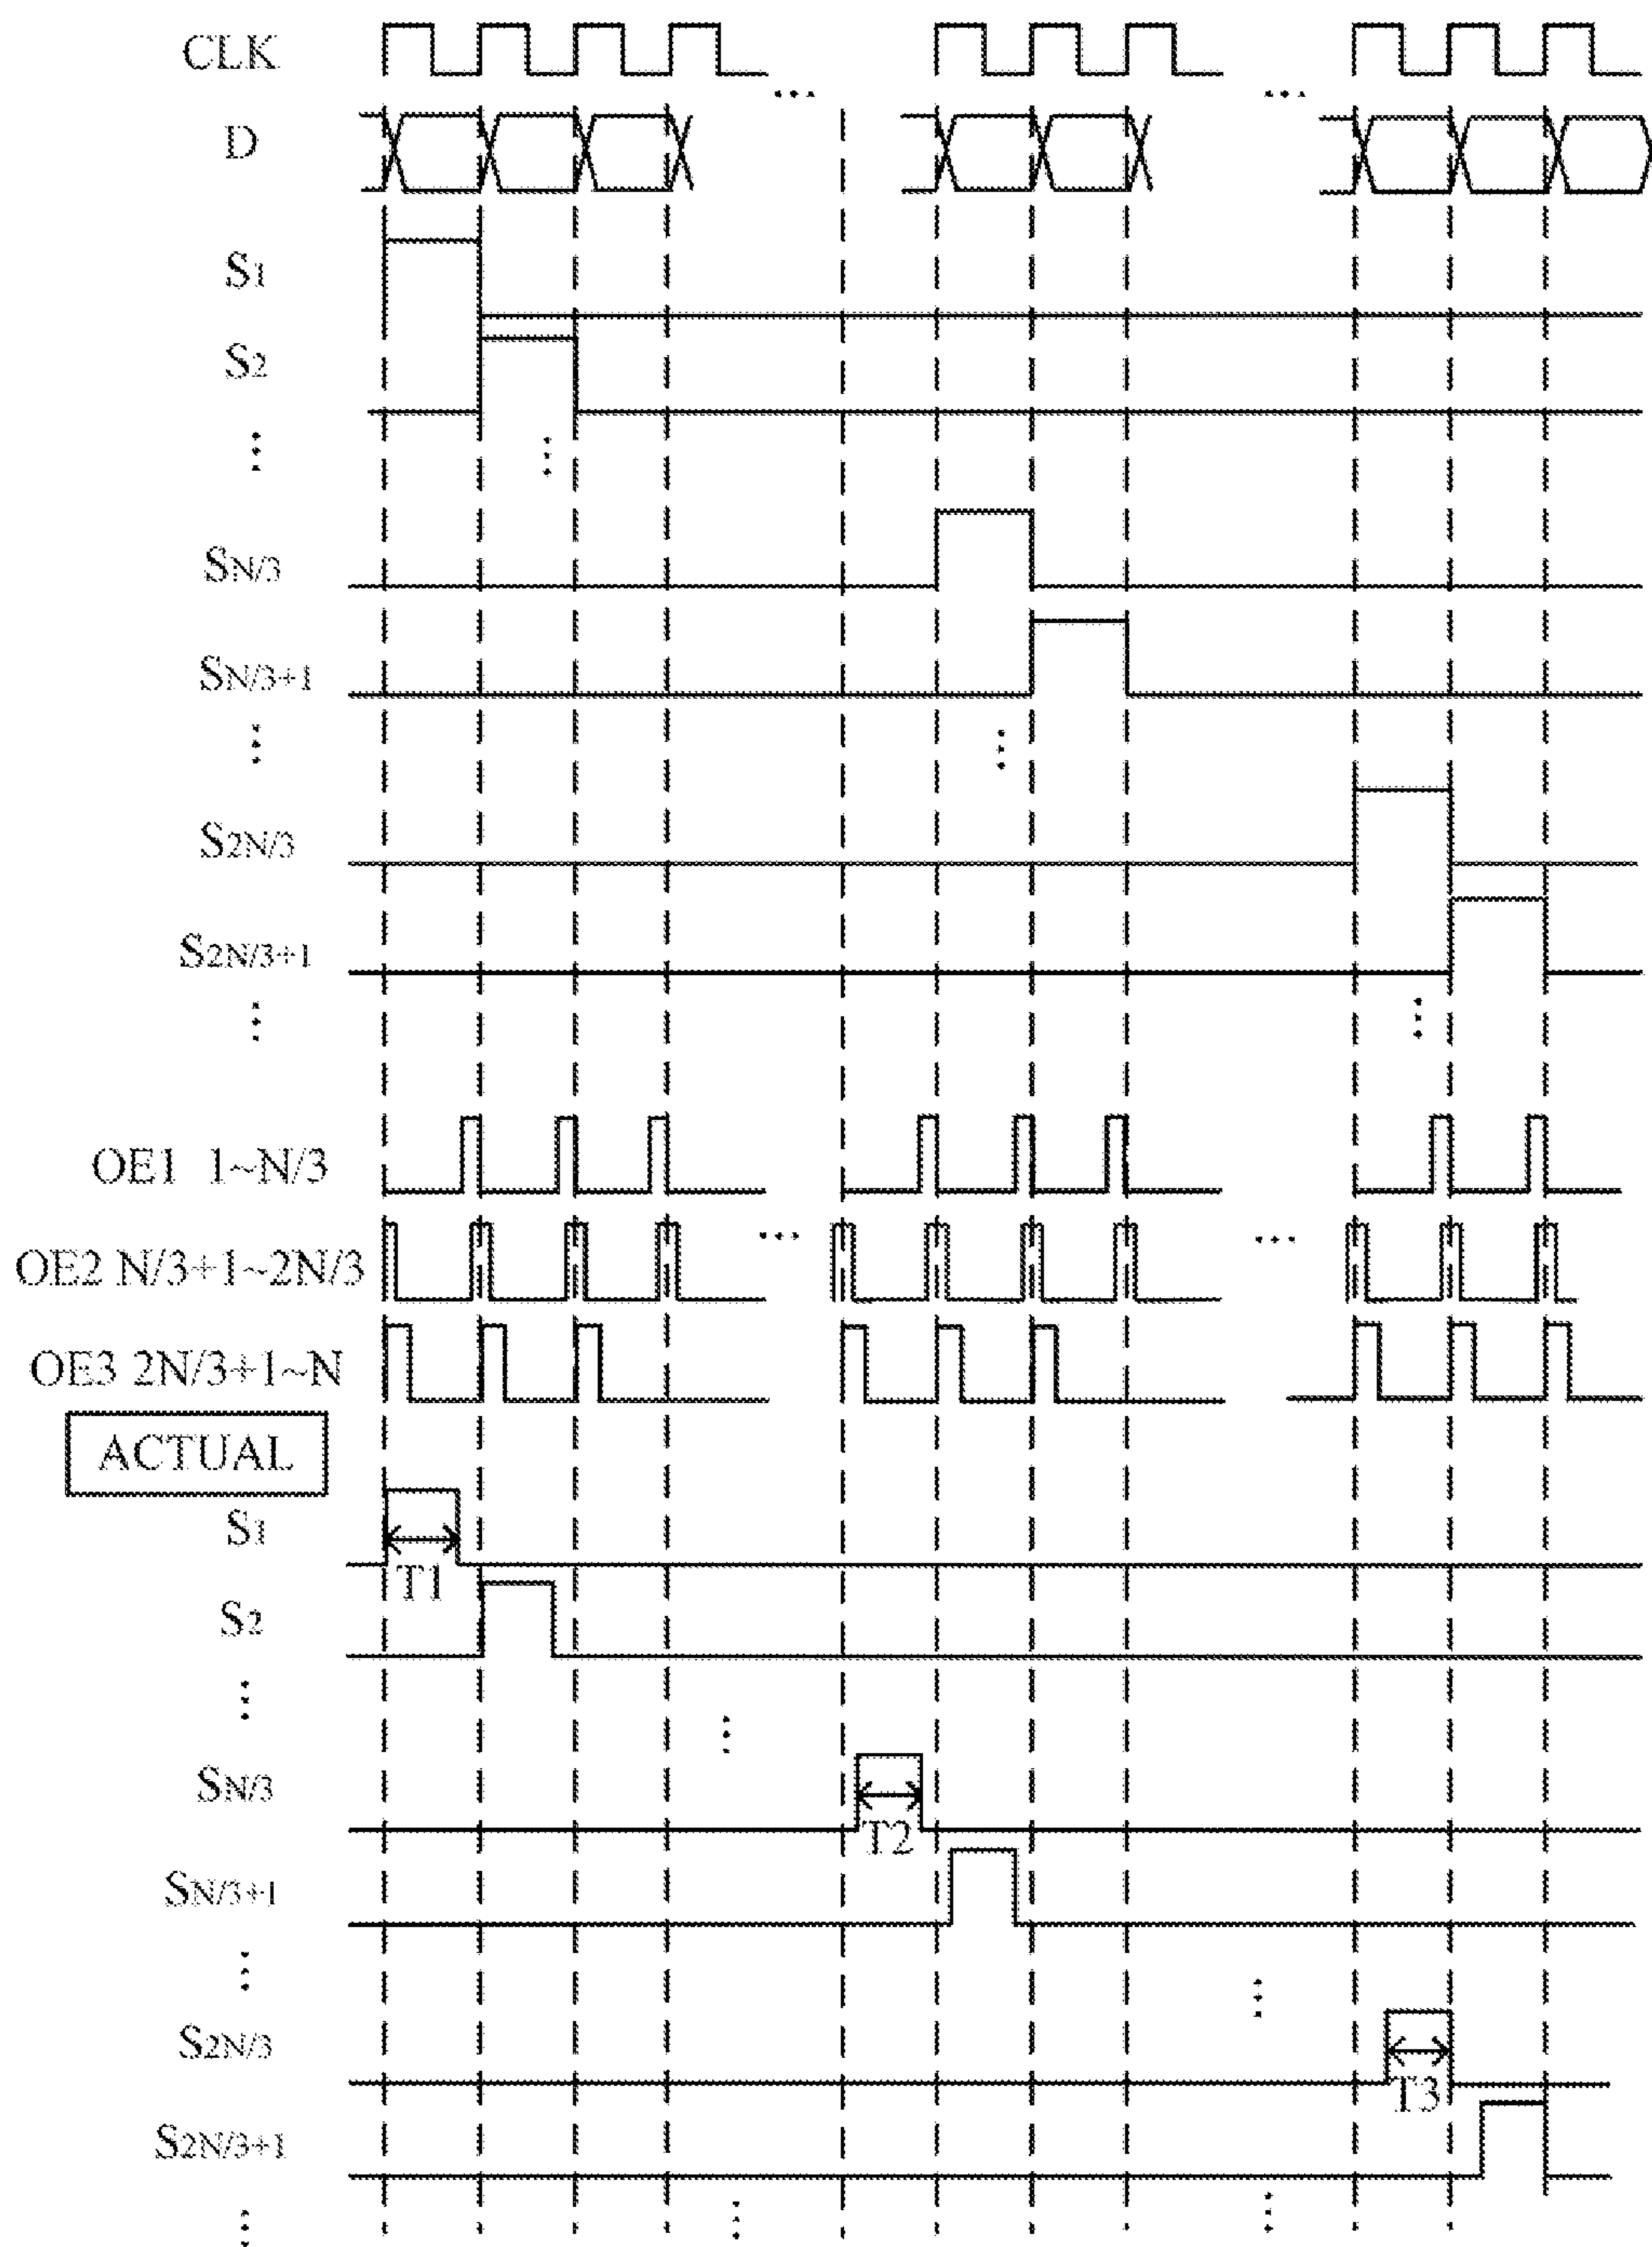 CLK
D
S1
S2
SN/3
SN/3+1
S2N/3
S2N/3+1
OE1 1~N/3
OE2 N/3+1~2N/3
OE3 2N/3+1~N
ACTUAL
S1
T1
S2
SN/3
T2
SN/3+1
S2N/3
T3
S2N/3+1